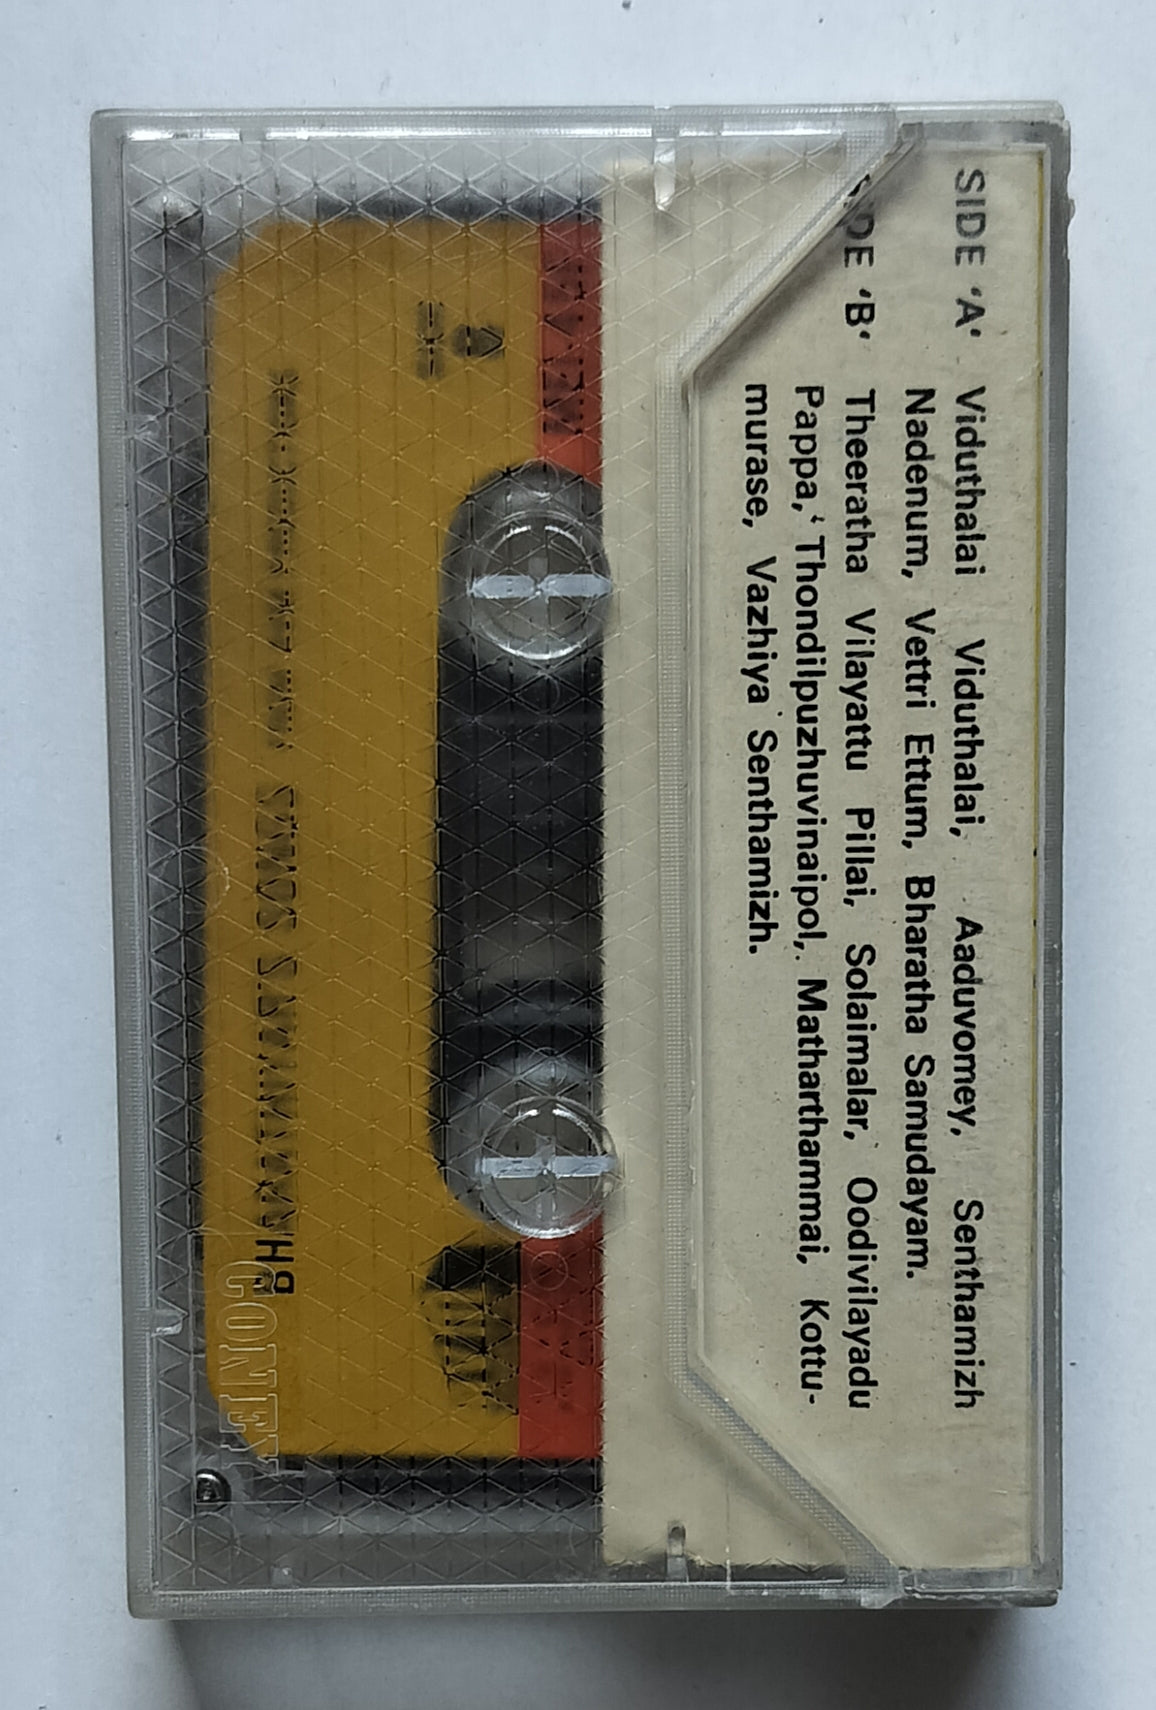 SIDE ‘A‘ Viduthalai Viduthalai, Aaduvomey, Senthamizh
Nadenum, Vettri Ettum, Bharatha Samudayam.
SIDE ‘B‘ Theeratha Vilayattu Pillai, Solaimalar, Oodivilayadu
Pappa,‘ Thondilpuzhuvinaipol,. Matharthammai, Kottu-
murase, Vazhiya Senthamizh.
CONEY